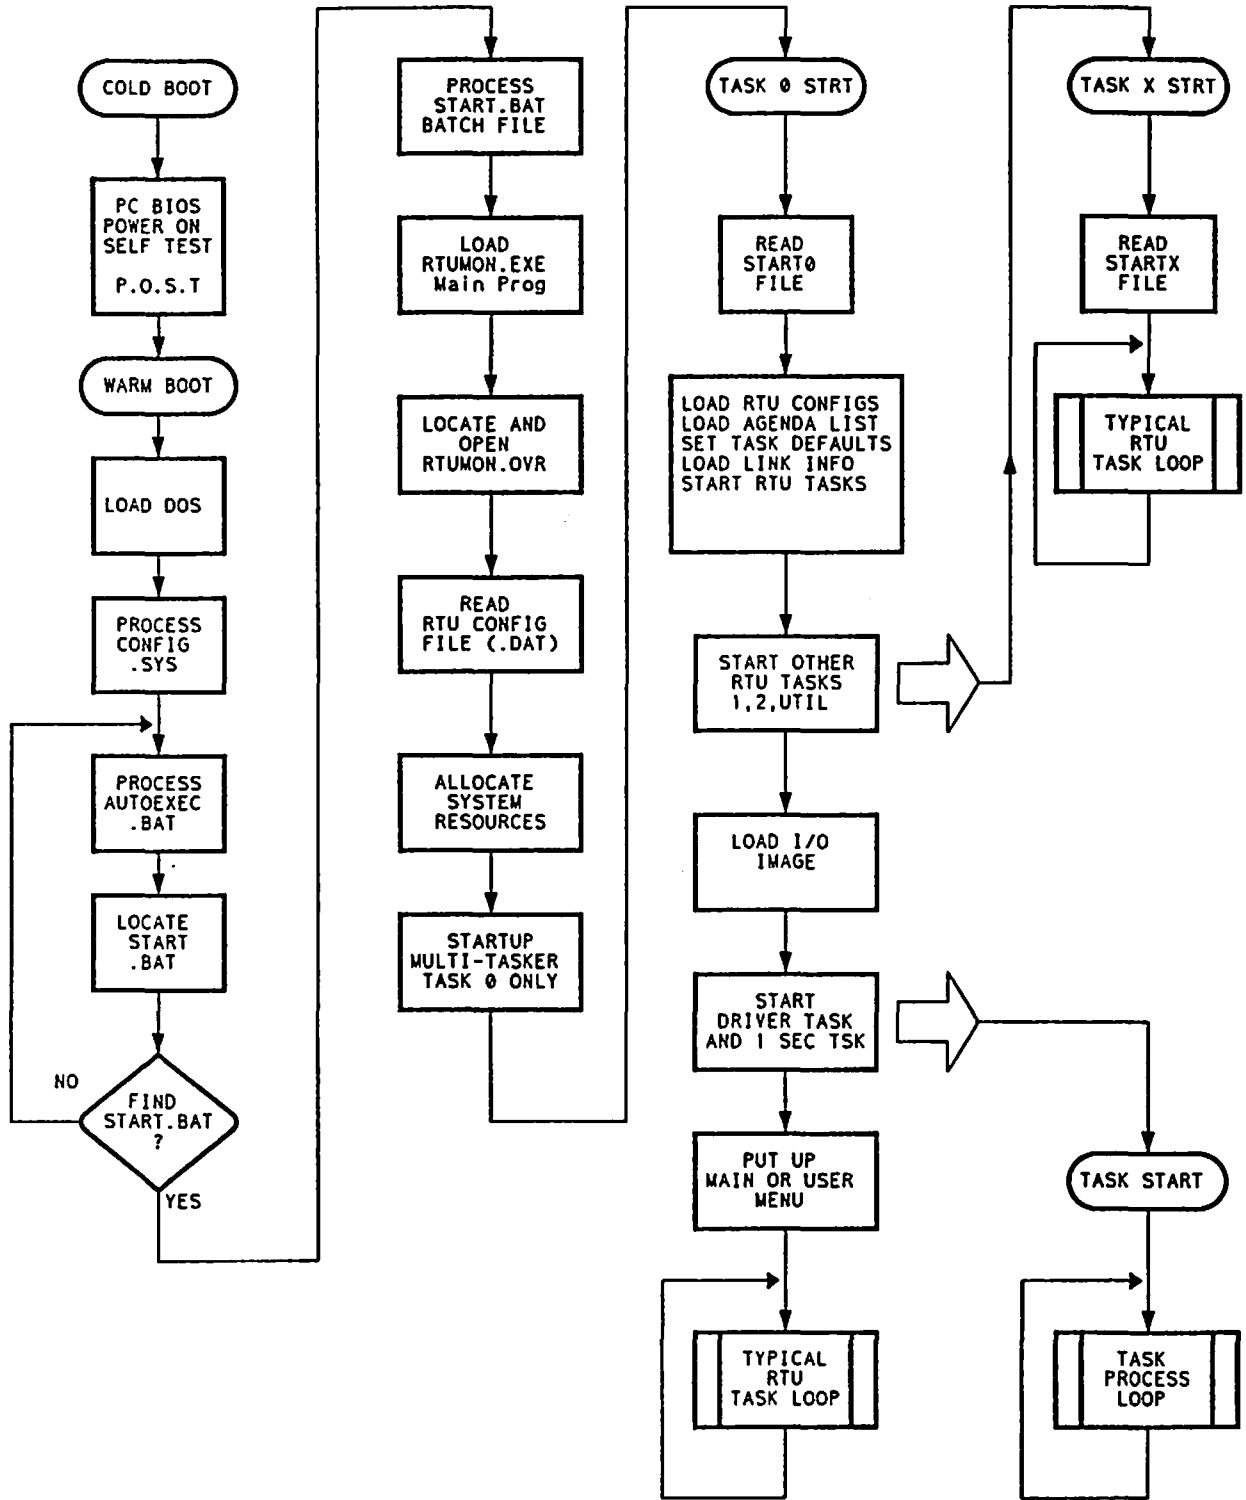 COLD BOOT
PC BIOS
POWER ON
SELF TEST
P.O.S.T
WARM BOOT
LOAD DOS
PROCESS
CONFIG
.SYS
PROCESS
AUTOEXEC
.BAT
LOCATE
START
.BAT
NO
FIND
START.BAT
?
YES
PROCESS
START.BAT
BATCH FILE
LOAD
RTUMON.EXE
Main Prog
LOCATE AND
OPEN
RTUMON.OVR
READ
RTU CONFIG
FILE (.DAT)
ALLOCATE
SYSTEM
RESOURCES
STARTUP
MULTI-TASKER
TASK 0 ONLY
TASK 0 STRT
READ
START0
FILE
LOAD RTU CONFIGS
LOAD AGENDA LIST
SET TASK DEFAULTS
LOAD LINK INFO
START RTU TASKS
START OTHER
RTU TASKS
1,2,UTIL
LOAD I/O
IMAGE
START
DRIVER TASK
AND 1 SEC TSK
PUT UP
MAIN OR USER
MENU
TYPICAL
RTU
TASK LOOP
TASK X STRT
READ
STARTX
FILE
TYPICAL
RTU
TASK LOOP
TASK START
TASK
PROCESS
LOOP